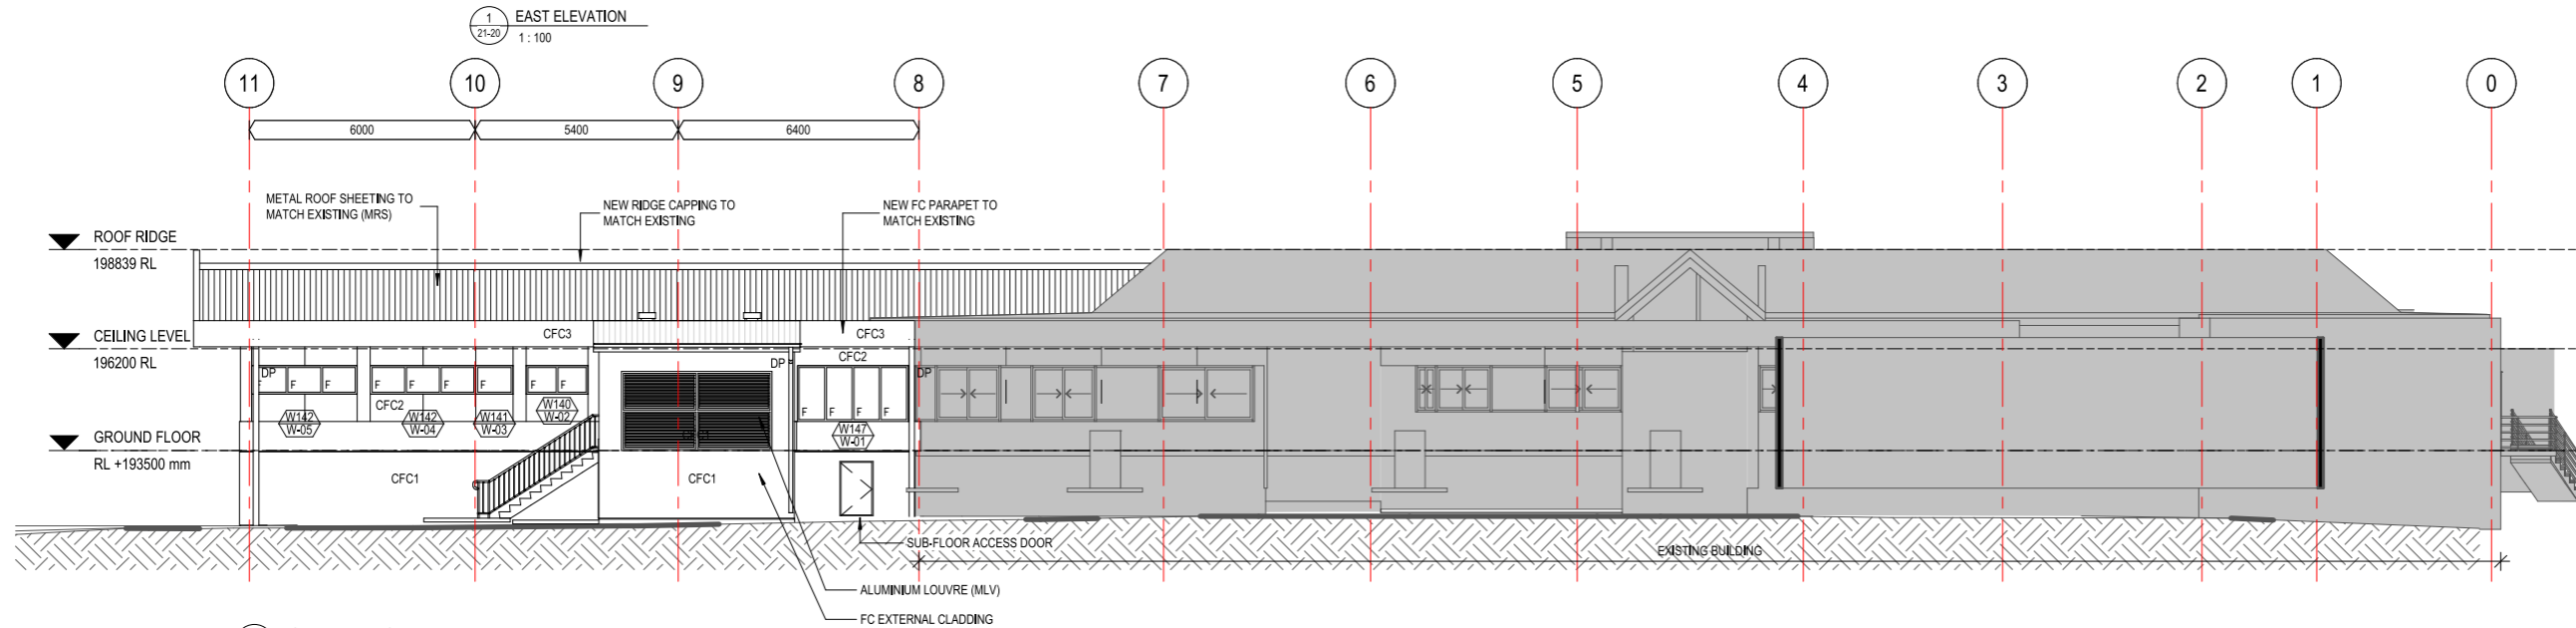 1
21-20
EAST ELEVATION
1 : 100
11
10
9
8
7
6
5
4
3
2
1
0
6000
5400
6400
METAL ROOF SHEETING TO
MATCH EXISTING (MRS)
NEW RIDGE CAPPING TO
MATCH EXISTING
NEW FC PARAPET TO
MATCH EXISTING
ROOF RIDGE
198839 RL
CEILING LEVEL
196200 RL
GROUND FLOOR
RL +193500 mm
CFC3
CFC3
CFC2
DP
DP
DP
F
F
F
F
F
F
F
F
F
F
F
F
F
CFC2
W142
W-05
W142
W-04
W141
W-03
W140
W-02
W147
W-01
CFC1
CFC1
SUB-FLOOR ACCESS DOOR
EXISTING BUILDING
ALUMINIUM LOUVRE (MLV)
FC EXTERNAL CLADDING